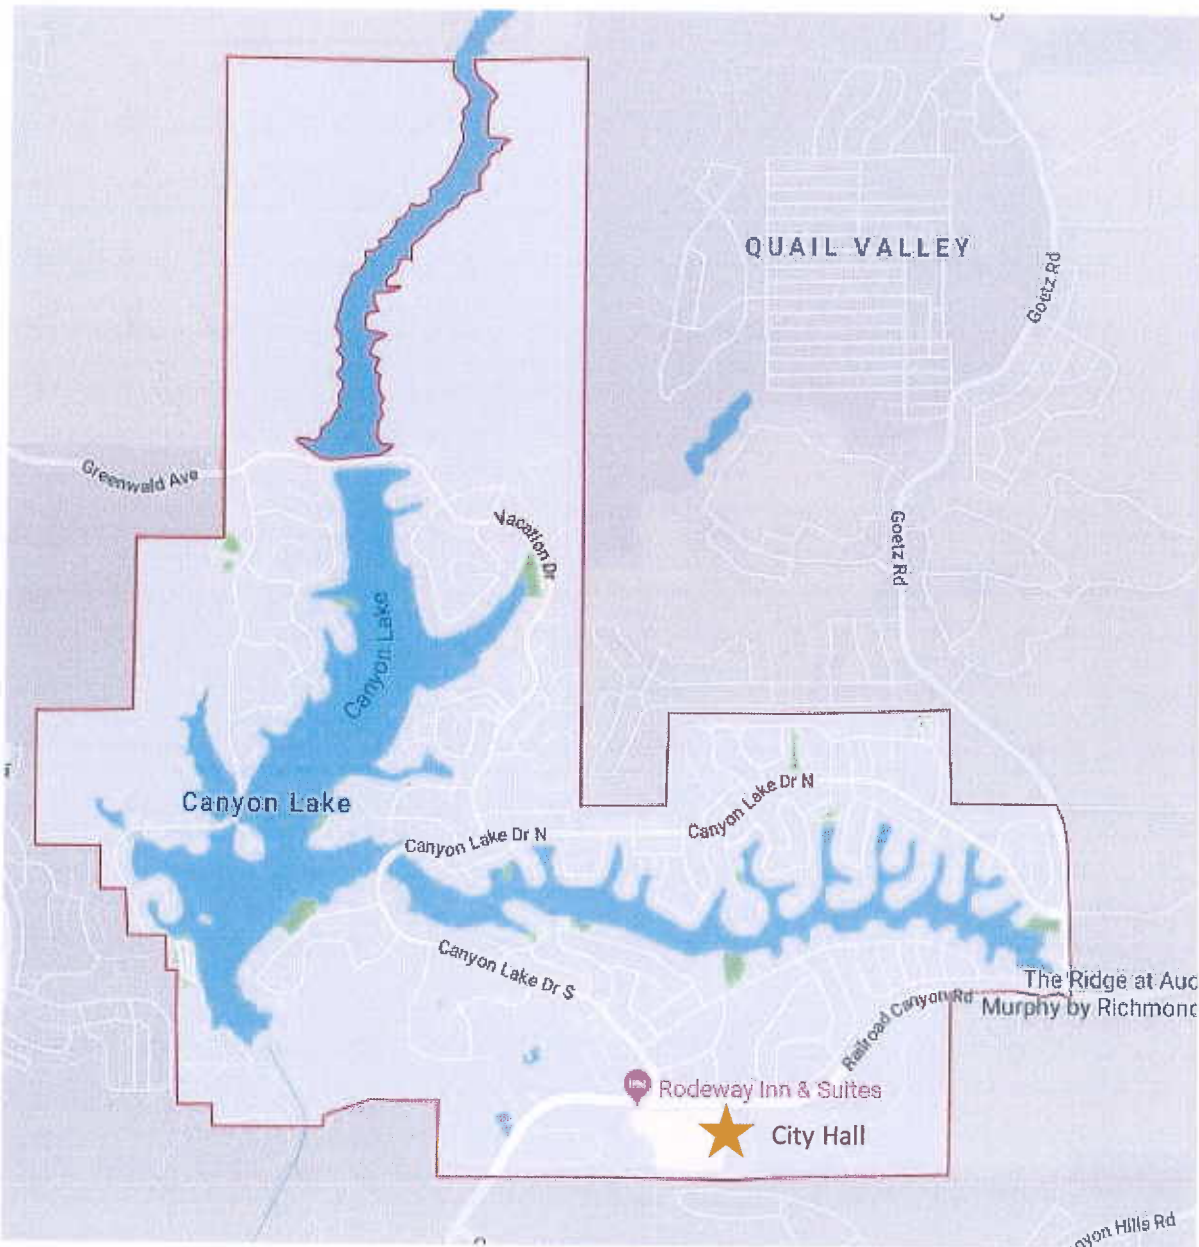 QUAIL VALLEY
Goetz Rd
Greenwald Ave
Vacation Dr
Goetz Rd
Canyon Lake
Canyon Lake
Canyon Lake Dr N
Canyon Lake Dr N
Canyon Lake Dr S
The Ridge at Aud
Murphy by Richmond
Railroad Canyon Rd
Rodeway Inn & Suites
City Hall
nyon Hills Rd